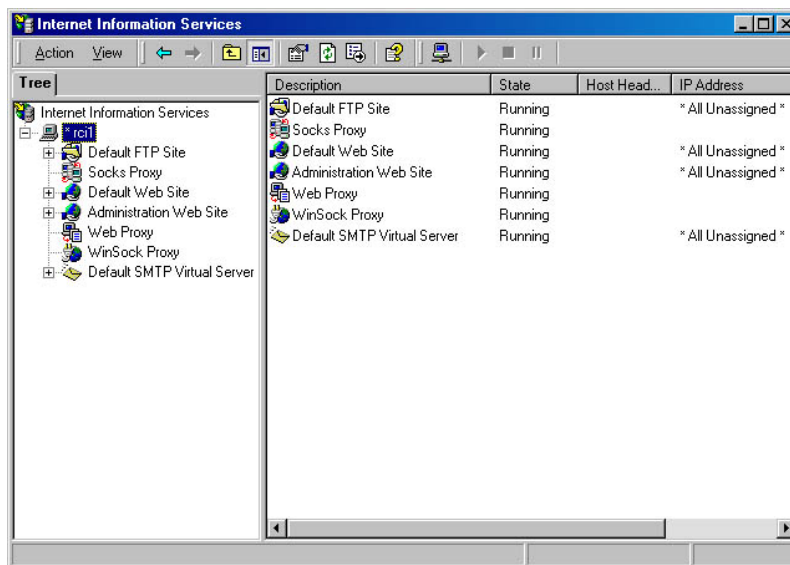 Internet Information Services
Action View
Tree
Internet Information Services
* rci1
Default FTP Site
Socks Proxy
Default Web Site
Administration Web Site
Web Proxy
WinSock Proxy
Default SMTP Virtual Server
Description State Host Head... IP Address
Default FTP Site Running * All Unassigned *
Socks Proxy Running
Default Web Site Running * All Unassigned *
Administration Web Site Running * All Unassigned *
Web Proxy Running
WinSock Proxy Running
Default SMTP Virtual Server Running * All Unassigned *